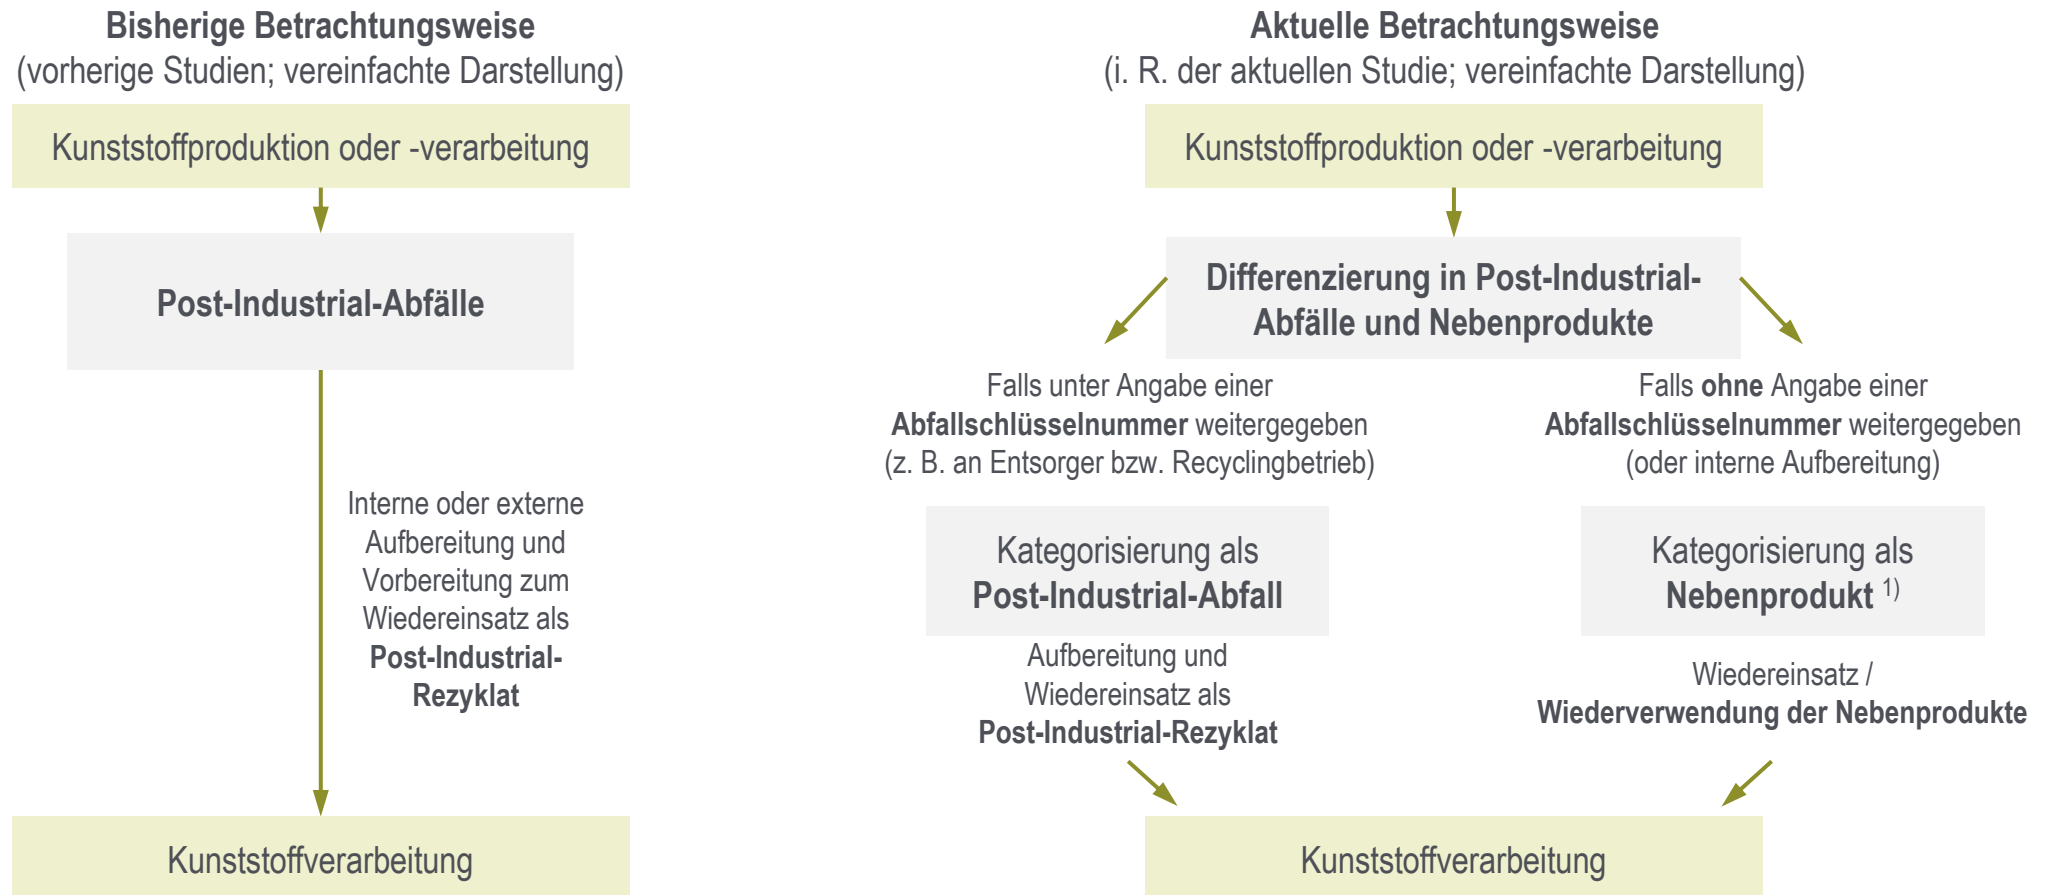 Bisherige Betrachtungsweise
(vorherige Studien; vereinfachte Darstellung)
Kunststoffproduktion oder -verarbeitung
Post-Industrial-Abfälle
Interne oder externe
Aufbereitung und
Vorbereitung zum
Wiedereinsatz als
Post-Industrial-
Rezyklat
Kunststoffverarbeitung
Aktuelle Betrachtungsweise
(i. R. der aktuellen Studie; vereinfachte Darstellung)
Kunststoffproduktion oder -verarbeitung
Differenzierung in Post-Industrial-
Abfälle und Nebenprodukte
Falls unter Angabe einer
Abfallschlüsselnummer weitergegeben
(z. B. an Entsorger bzw. Recyclingbetrieb)
Kategorisierung als
Post-Industrial-Abfall
Aufbereitung und
Wiedereinsatz als
Post-Industrial-Rezyklat
Falls ohne Angabe einer
Abfallschlüsselnummer weitergegeben
(oder interne Aufbereitung)
Kategorisierung als
Nebenprodukt 1)
Wiedereinsatz /
Wiederverwendung der Nebenprodukte
Kunststoffverarbeitung